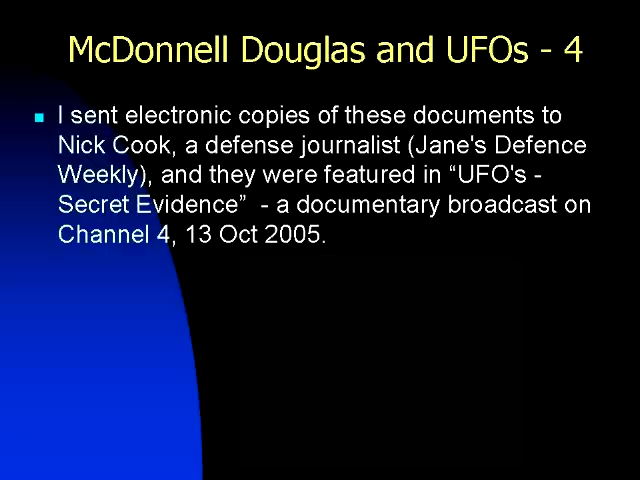 McDonnell Douglas and UFOs - 4
I sent electronic copies of these documents to
Nick Cook, a defense journalist (Jane's Defence
Weekly), and they were featured in “UFO's -
Secret Evidence”  - a documentary broadcast on
Channel 4, 13 Oct 2005.